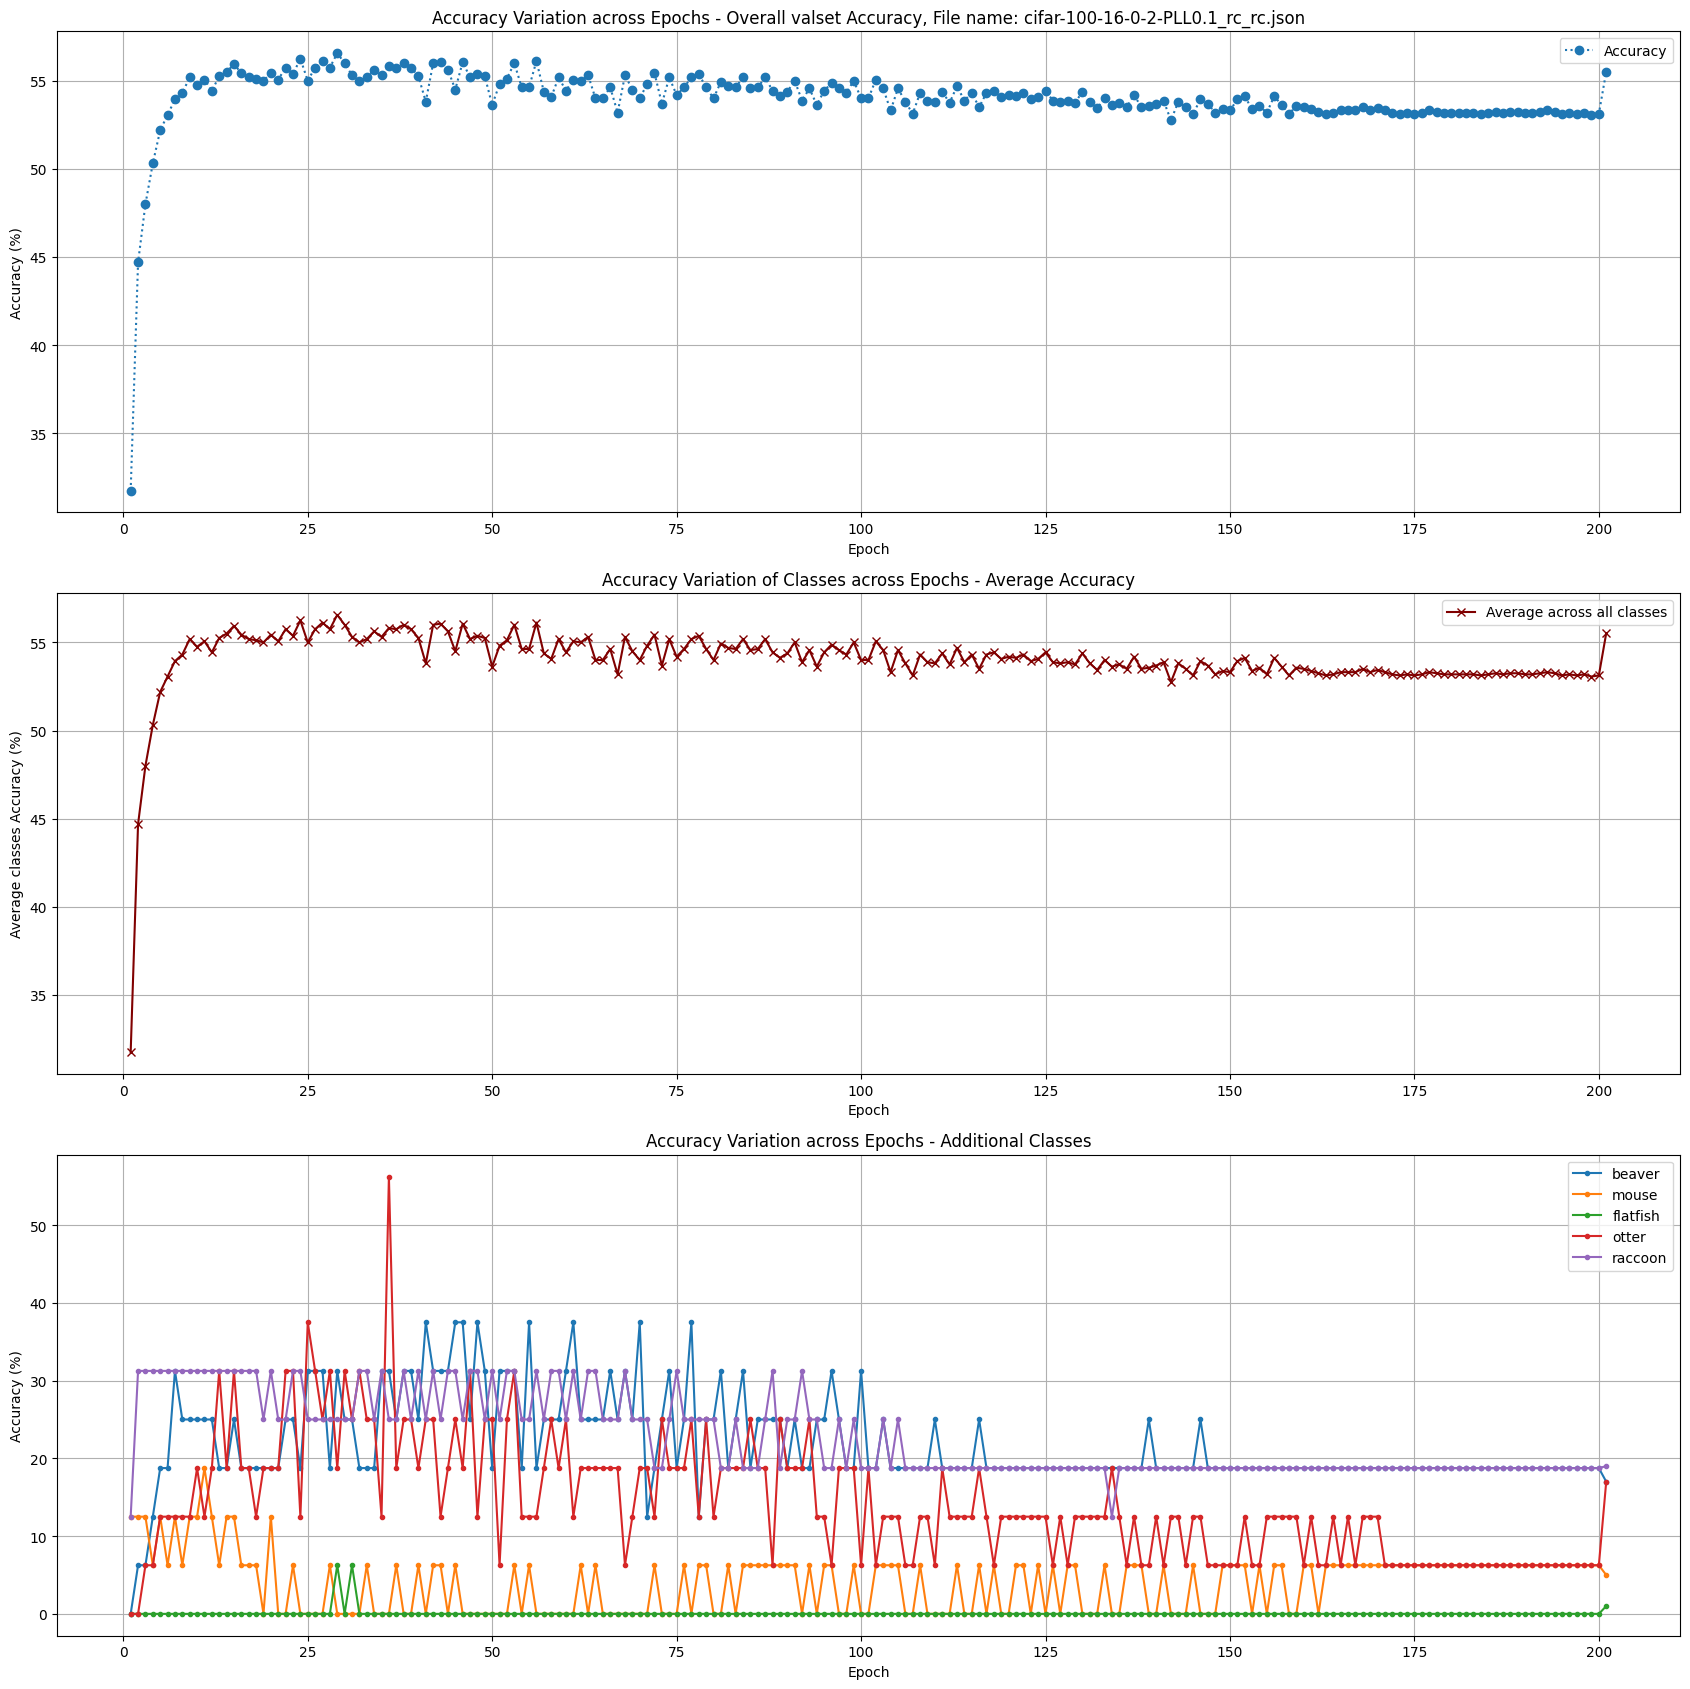 Accuracy Variation across Epochs - Overall valset Accuracy, File name: cifar-100-16-0-2-PLL0.1_rc_rc.json
Accuracy
Accuracy (%)
55
50
45
40
35
0 25 50 75 100 125 150 175 200
Epoch
Accuracy Variation of Classes across Epochs - Average Accuracy
Average across all classes
Average classes Accuracy (%)
55
50
45
40
35
0 25 50 75 100 125 150 175 200
Epoch
Accuracy Variation across Epochs - Additional Classes
beaver
mouse
flatfish
otter
raccoon
Accuracy (%)
50
40
30
20
10
0
0 25 50 75 100 125 150 175 200
Epoch